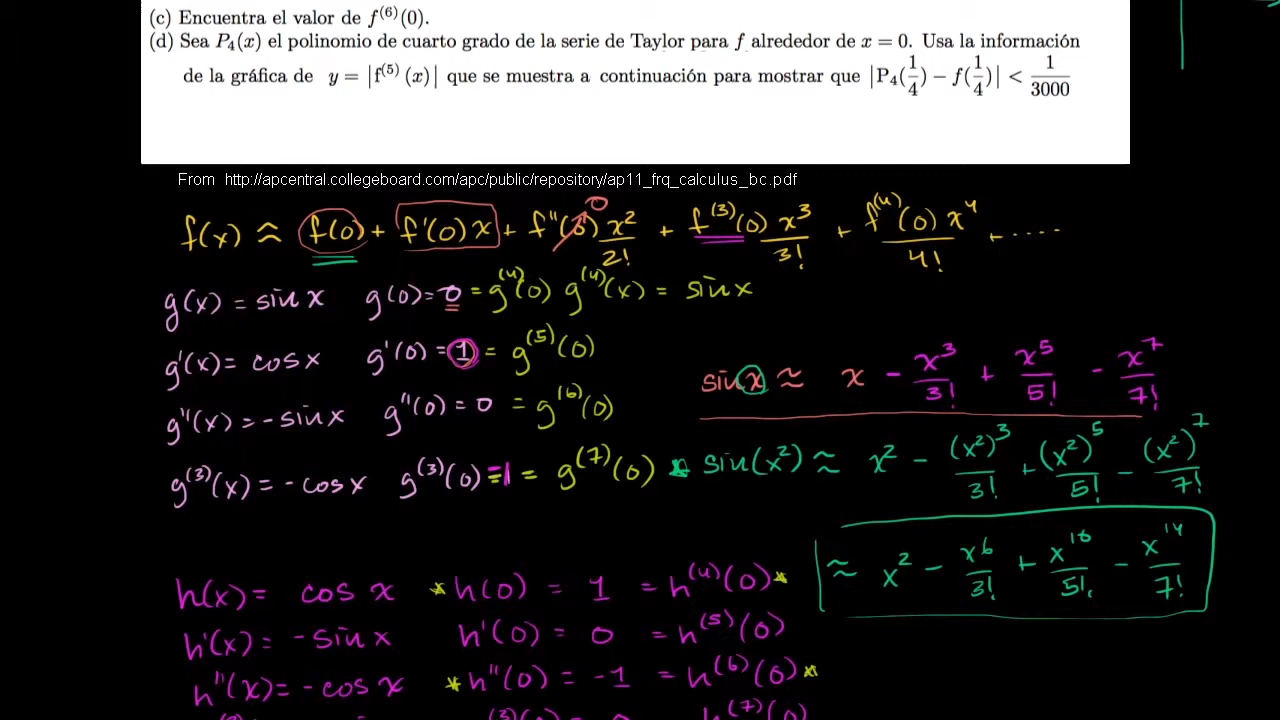 (c) Encuentra el valor de f⁽⁶⁾(0).
(d) Sea P₄(x) el polinomio de cuarto grado de la serie de Taylor para f alrededor de x = 0. Usa la información
de la gráfica de y = |f⁽⁵⁾(x)| que se muestra a continuación para mostrar que |P₄(1/4) − f(1/4)| < 1/3000
From http://apcentral.collegeboard.com/apc/public/repository/ap11_frq_calculus_bc.pdf
f(x) ≈ f(0) + f'(0)x + f''(0) x²/2! + f⁽³⁾(0) x³/3! + f⁽⁴⁾(0) x⁴/4! + ....
0
g(x) = sin x g(0) = 0 = g⁽⁴⁾(0) g⁽⁴⁾(x) = sin x
g'(x) = cos x g'(0) = 1 = g⁽⁵⁾(0)
sin x ≈ x − x³/3! + x⁵/5! − x⁷/7!
g''(x) = − sin x g''(0) = 0 = g⁽⁶⁾(0)
g⁽³⁾(x) = − cos x g⁽³⁾(0) = -1 = g⁽⁷⁾(0)
sin(x²) ≈ x² − (x²)³/3! + (x²)⁵/5! − (x²)⁷/7!
≈ x² − x⁶/3! + x¹⁰/5! − x¹⁴/7!
h(x) = cos x * h(0) = 1 = h⁽⁴⁾(0) *
h'(x) = − sin x h'(0) = 0 = h⁽⁵⁾(0)
h''(x) = − cos x * h''(0) = -1 = h⁽⁶⁾(0) *